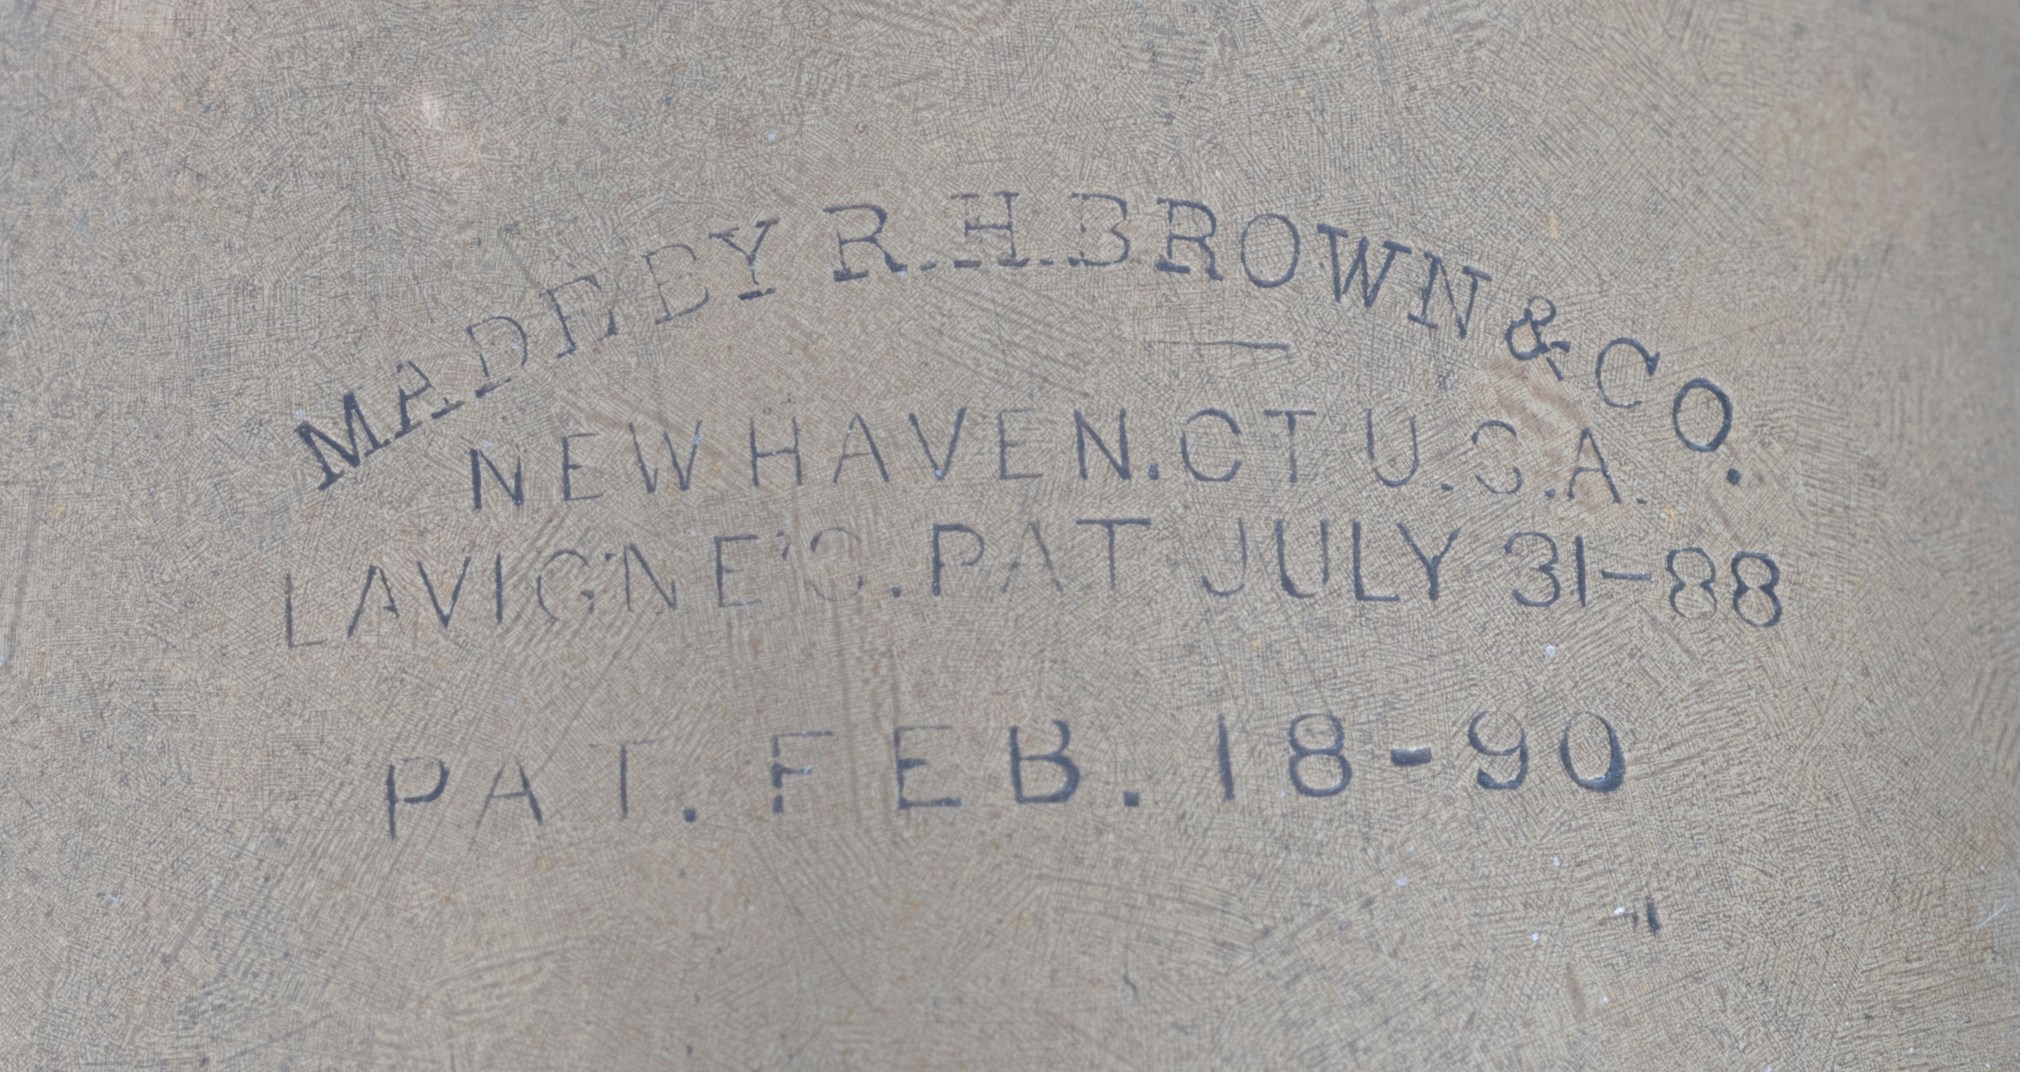 MADE BY R.H.BROWN & CO.
NEW HAVEN.CT U.S.A.
LAVIGNE'S.PAT JULY 31-88
PAT. FEB. 18-90